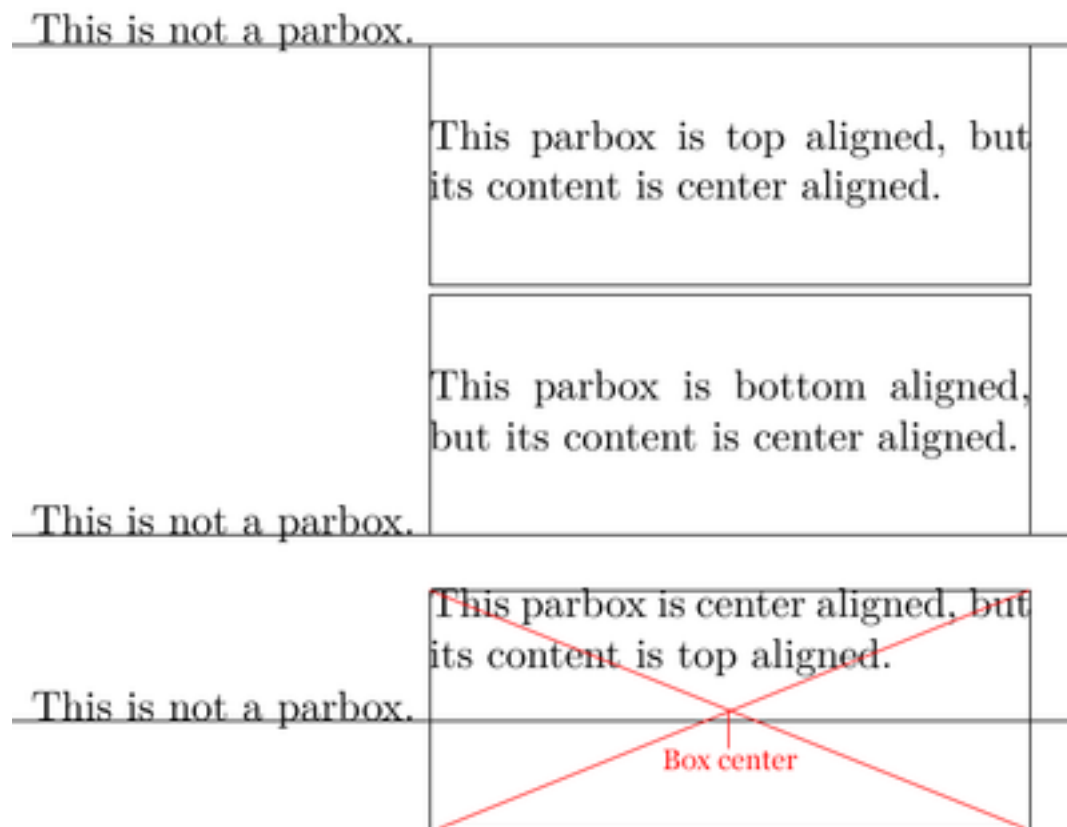 This is not a parbox.
This parbox is top aligned, but
its content is center aligned.
This parbox is bottom aligned,
but its content is center aligned.
This is not a parbox.
This parbox is center aligned, but
its content is top aligned.
This is not a parbox.
Box center